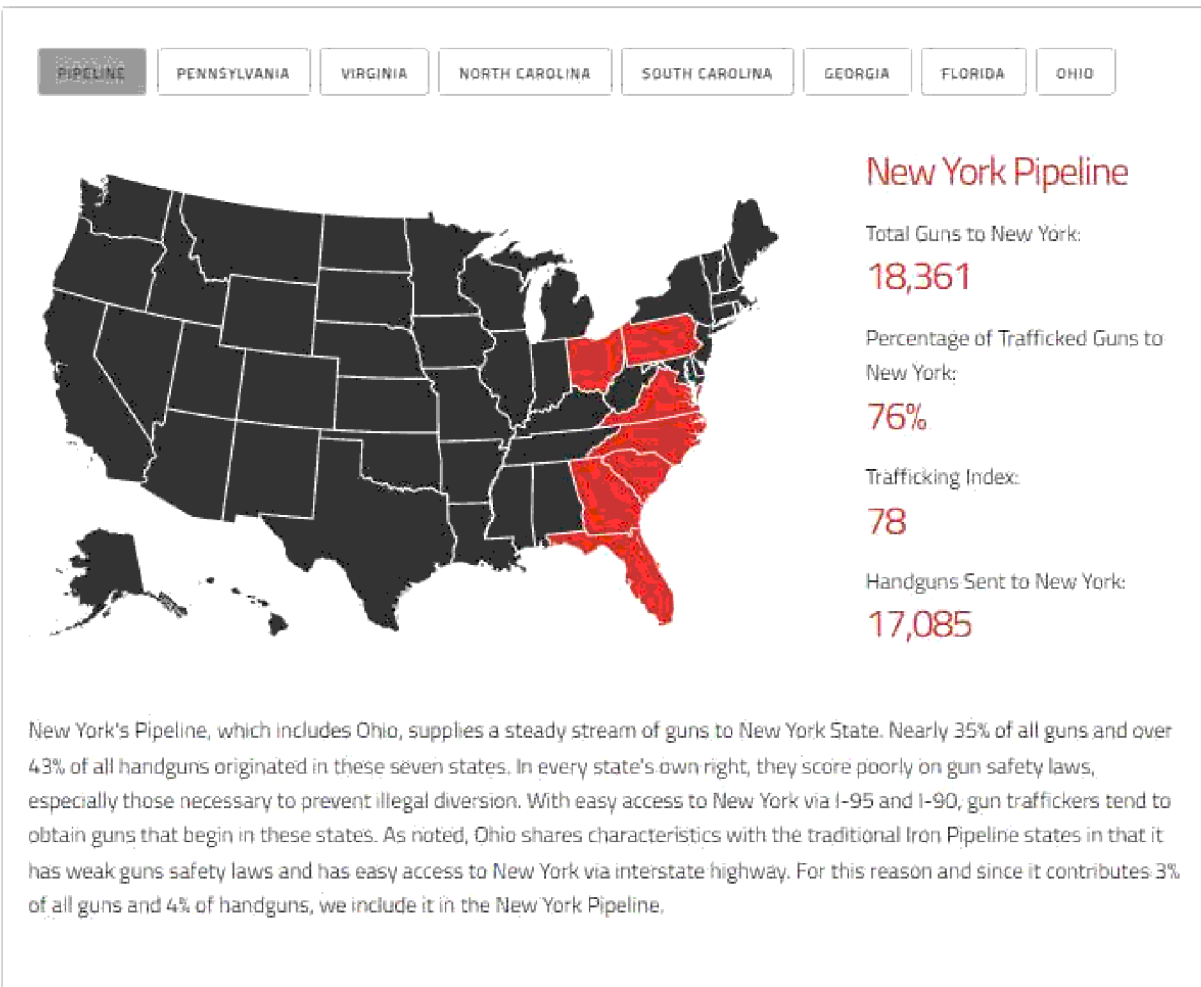 PIPELINE PENNSYLVANIA VIRGINIA NORTH CAROLINA SOUTH CAROLINA GEORGIA FLORIDA OHIO
New York Pipeline
Total Guns to New York:
18,361
Percentage of Trafficked Guns to
New York:
76%
Trafficking Index:
78
Handguns Sent to New York:
17,085
New York's Pipeline, which includes Ohio, supplies a steady stream of guns to New York State. Nearly 35% of all guns and over
43% of all handguns originated in these seven states. In every state's own right, they score poorly on gun safety laws,
especially those necessary to prevent illegal diversion. With easy access to New York via I-95 and I-90, gun traffickers tend to
obtain guns that begin in these states. As noted, Ohio shares characteristics with the traditional Iron Pipeline states in that it
has weak guns safety laws and has easy access to New York via interstate highway. For this reason and since it contributes 3%
of all guns and 4% of handguns, we include it in the New York Pipeline.